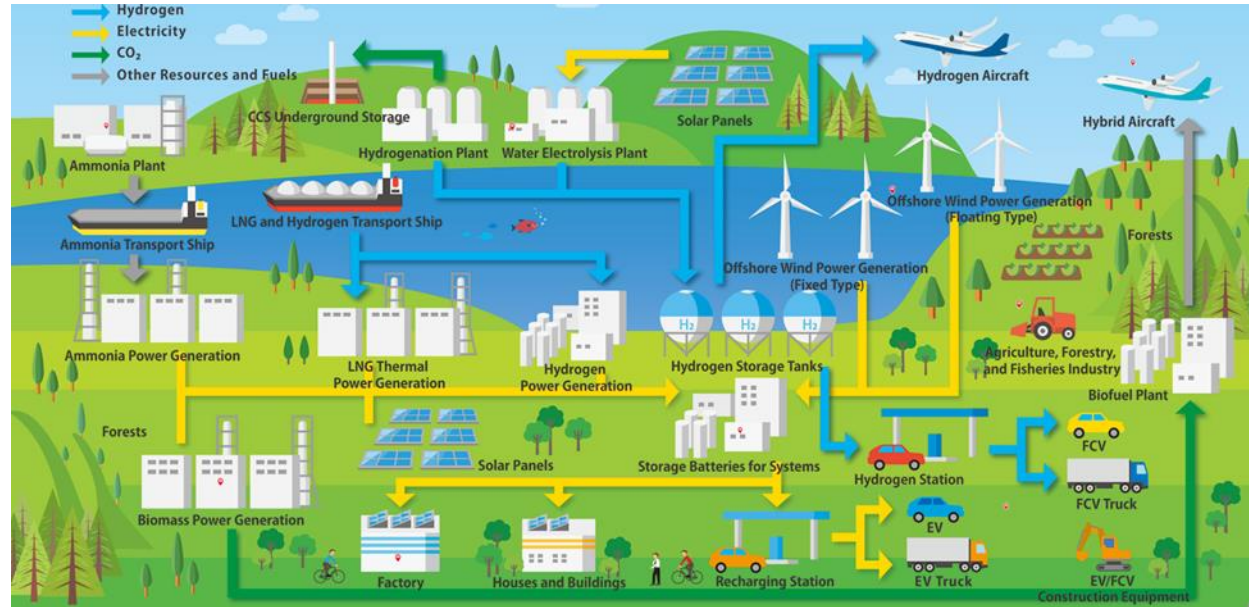 Hydrogen
Electricity
CO₂
Other Resources and Fuels
CCS Underground Storage
Hydrogenation Plant
Water Electrolysis Plant
Solar Panels
Hydrogen Aircraft
Hybrid Aircraft
Ammonia Plant
LNG and Hydrogen Transport Ship
Ammonia Transport Ship
Offshore Wind Power Generation
(Floating Type)
Offshore Wind Power Generation
(Fixed Type)
Forests
Ammonia Power Generation
LNG Thermal
Power Generation
Hydrogen
Power Generation
H₂
H₂
H₂
Hydrogen Storage Tanks
Agriculture, Forestry,
and Fisheries Industry
Biofuel Plant
Forests
Solar Panels
Storage Batteries for Systems
Hydrogen Station
FCV
FCV Truck
Biomass Power Generation
Factory
Houses and Buildings
Recharging Station
EV
EV Truck
EV/FCV
Construction Equipment